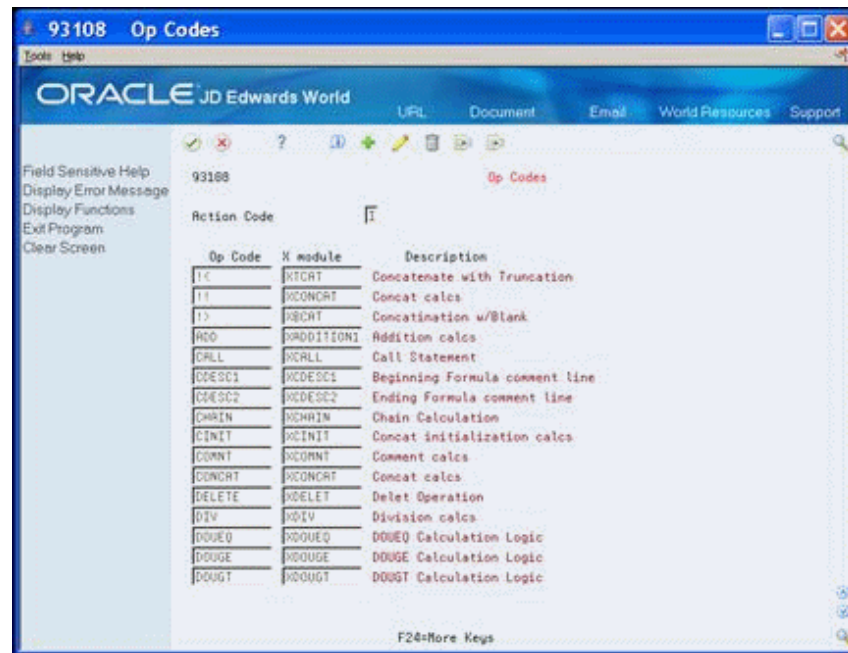 93108 Op Codes
Tools Help
ORACLE JD Edwards World
URL Document Email World Resources Support
Field Sensitive Help
Display Error Message
Display Functions
Exit Program
Clear Screen
93108 Op Codes
Action Code I
Op Code X module Description
!< XTCAT Concatenate with Truncation
!! XCONCAT Concat calcs
!> XBCAT Concatination w/Blank
ADD XADDITION1 Addition calcs
CALL XCALL Call Statement
CDESC1 XCDESC1 Beginning Formula comment line
CDESC2 XCDESC2 Ending Formula comment line
CHAIN XCHAIN Chain Calculation
CINIT XCINIT Concat initialization calcs
COMNT XCOMNT Comment calcs
CONCAT XCONCAT Concat calcs
DELETE XDELET Delet Operation
DIV XDIV Division calcs
DOUEQ XDOUEQ DOUEQ Calculation Logic
DOUGE XDOUGE DOUGE Calculation Logic
DOUGT XDOUGT DOUGT Calculation Logic
F24=More Keys